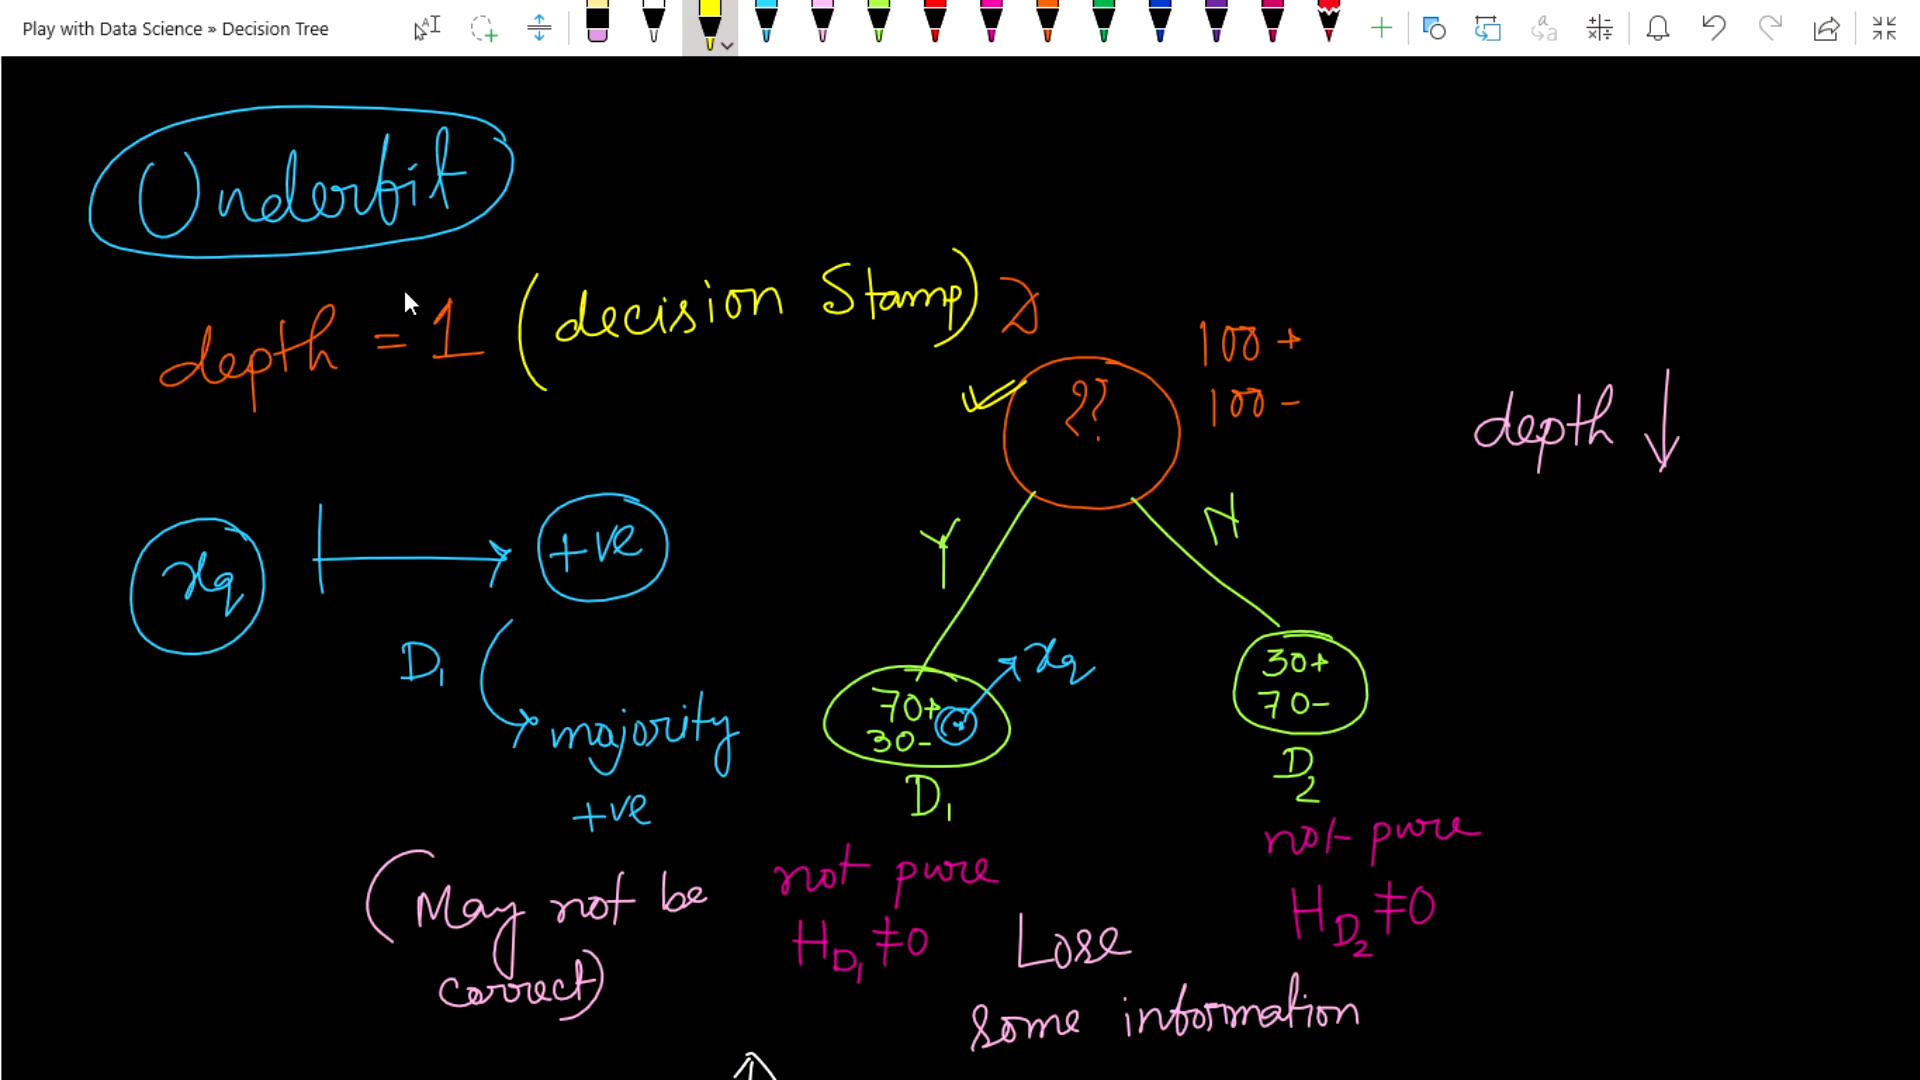 Play with Data Science » Decision Tree
Underfit
depth = 1 (decision Stamp) D
100 +
100 -
??
depth ↓
Y
N
xq
+ve
D1
majority
+ve
xq
70+
30-
D1
30+
70-
D2
(May not be
correct)
not pure
HD1 ≠0
not pure
HD2 ≠0
Lose
some information